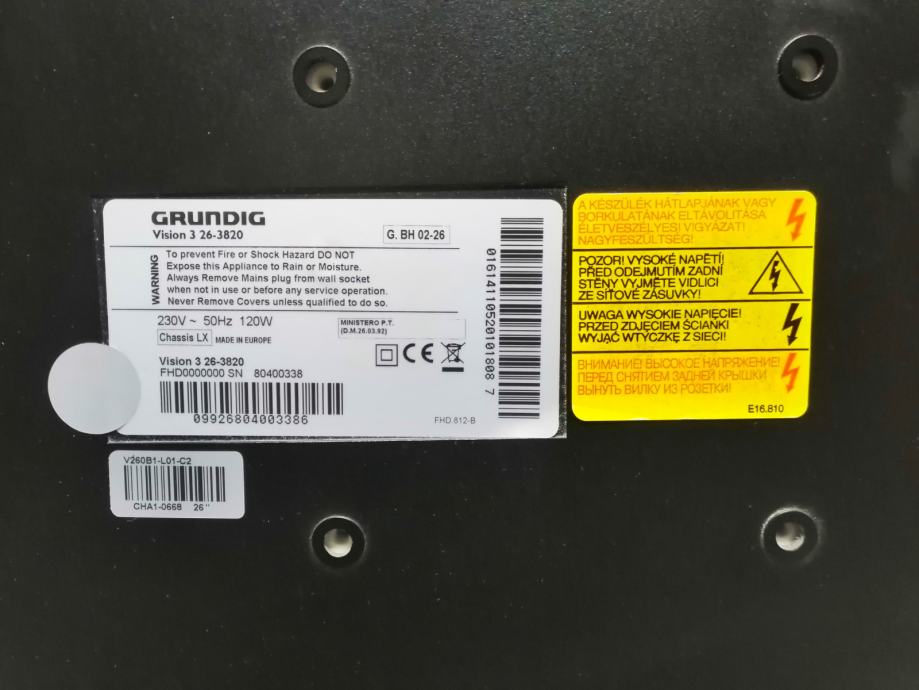 GRUNDIG
Vision 3 26-3820
G. BH 02-26
WARNING
To prevent Fire or Shock Hazard DO NOT
Expose this Appliance to Rain or Moisture.
Always Remove Mains plug from wall socket
when not in use or before any service operation.
Never Remove Covers unless qualified to do so.
230V ~ 50Hz 120W
MINISTERO P.T.
(D.M.26.03.92)
Chassis LX MADE IN EUROPE
CE
Vision 3 26-3820
FHD0000000 SN 80400338
09926804003386
FHD.812-B
01614110520101808 7
A KÉSZÜLÉK HÁTLAPJÁNAK VAGY
BORKULATÁNAK ELTÁVOLITÁSA
ÉLETVESZÉLYES! VIGYÁZAT!
NAGYFESZÜLTSÉG!
POZOR! VYSOKÉ NAPĚTÍ!
PŘED ODEJMUTÍM ZADNÍ
STĚNY VYJMĚTE VIDLICI
ZE SÍŤOVÉ ZÁSUVKY!
UWAGA WYSOKIE NAPIĘCIE!
PRZED ZDJĘCIEM ŚCIANKI
WYJĄĆ WTYCZKĘ Z SIECI!
ВНИМАНИЕ! ВЫСОКОЕ НАПРЯЖЕНИЕ!
ПЕРЕД СНЯТИЕМ ЗАДНЕЙ КРЫШКИ
ВЫНУТЬ ВИЛКУ ИЗ РОЗЕТКИ!
E16.810
V260B1-L01-C2
CHA1-0668 26"